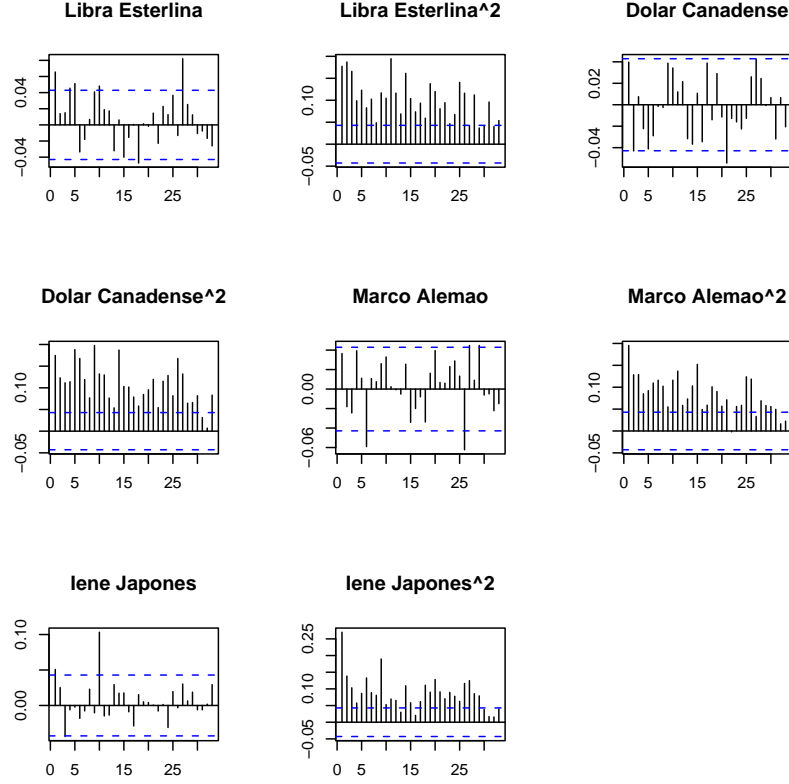 Libra Esterlina
−0.04 0.04
0 5 15 25
Libra Esterlina^2
−0.05 0.10
0 5 15 25
Dolar Canadense
−0.04 0.02
0 5 15 25
Dolar Canadense^2
−0.05 0.10
0 5 15 25
Marco Alemao
−0.06 0.00
0 5 15 25
Marco Alemao^2
−0.05 0.10
0 5 15 25
Iene Japones
0.00 0.10
0 5 15 25
Iene Japones^2
−0.05 0.10 0.25
0 5 15 25